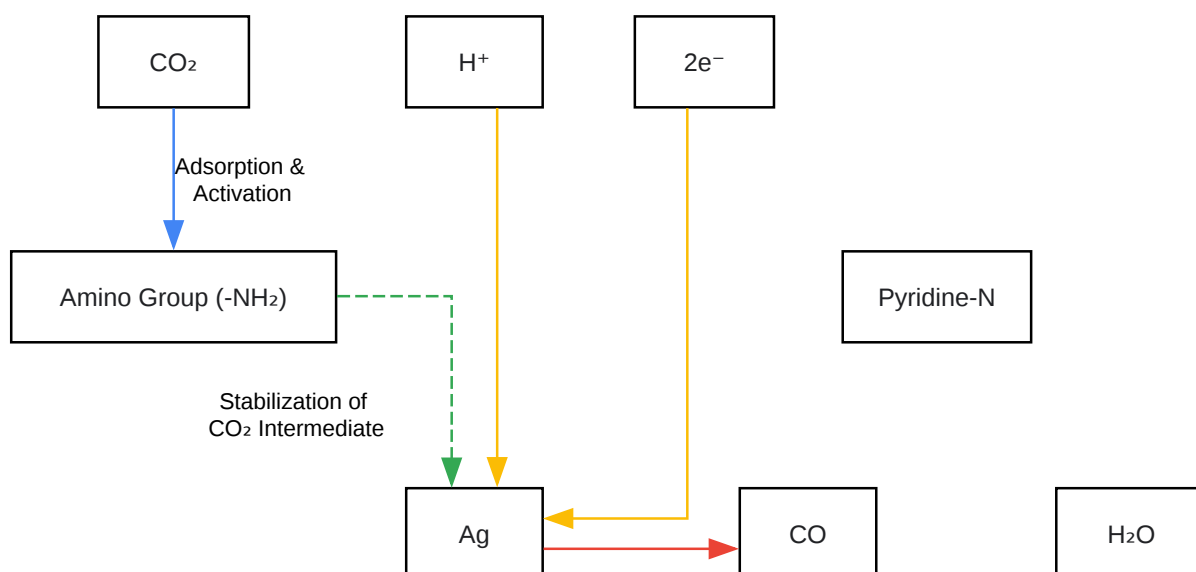 CO₂
H⁺
2e⁻
Adsorption &
Activation
Amino Group (-NH₂)
Pyridine-N
Stabilization of
CO₂ Intermediate
Ag
CO
H₂O